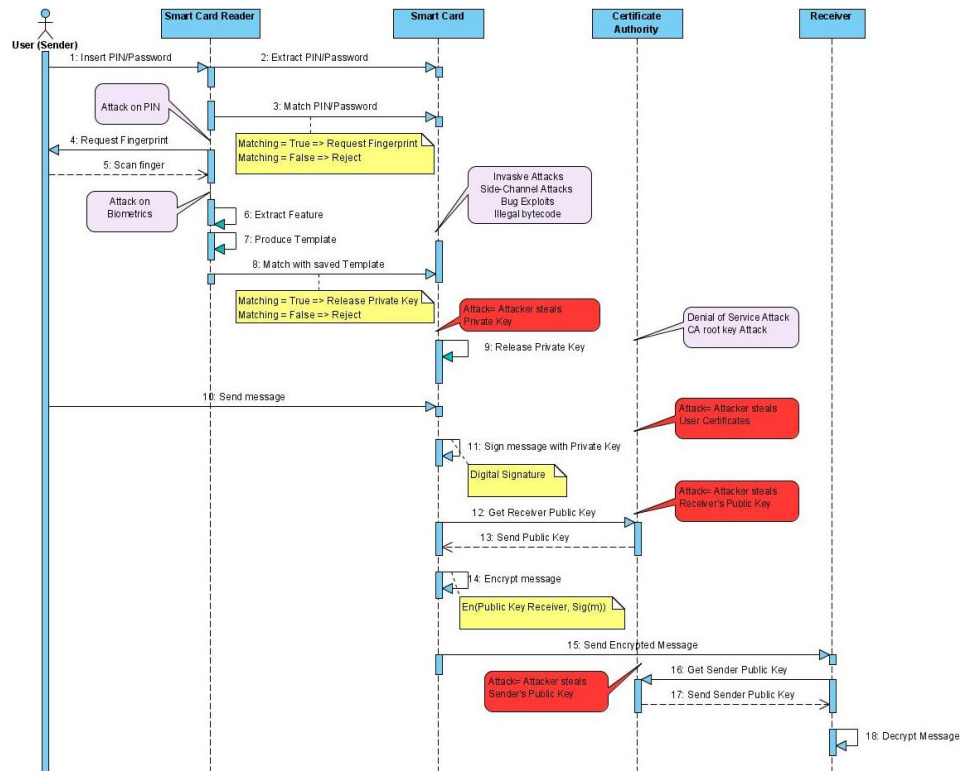 Smart Card Reader
Smart Card
Certificate
Authority
Receiver
User (Sender)
1: Insert PIN/Password
2: Extract PIN/Password
Attack on PIN
3: Match PIN/Password
4: Request Fingerprint
Matching = True => Request Fingerprint
Matching = False => Reject
5: Scan finger
Invasive Attacks
Side-Channel Attacks
Bug Exploits
Illegal bytecode
Attack on
Biometrics
6: Extract Feature
7: Produce Template
8: Match with saved Template
Matching = True => Release Private Key
Matching = False => Reject
Attack= Attacker steals
Private Key
Denial of Service Attack
CA root key Attack
9: Release Private Key
10: Send message
Attack= Attacker steals
User Certificates
11: Sign message with Private Key
Digital Signature
Attack= Attacker steals
Receiver's Public Key
12: Get Receiver Public Key
13: Send Public Key
14: Encrypt message
En(Public Key Receiver, Sig(m))
15: Send Encrypted Message
16: Get Sender Public Key
Attack= Attacker steals
Sender's Public Key
17: Send Sender Public Key
18: Decrypt Message